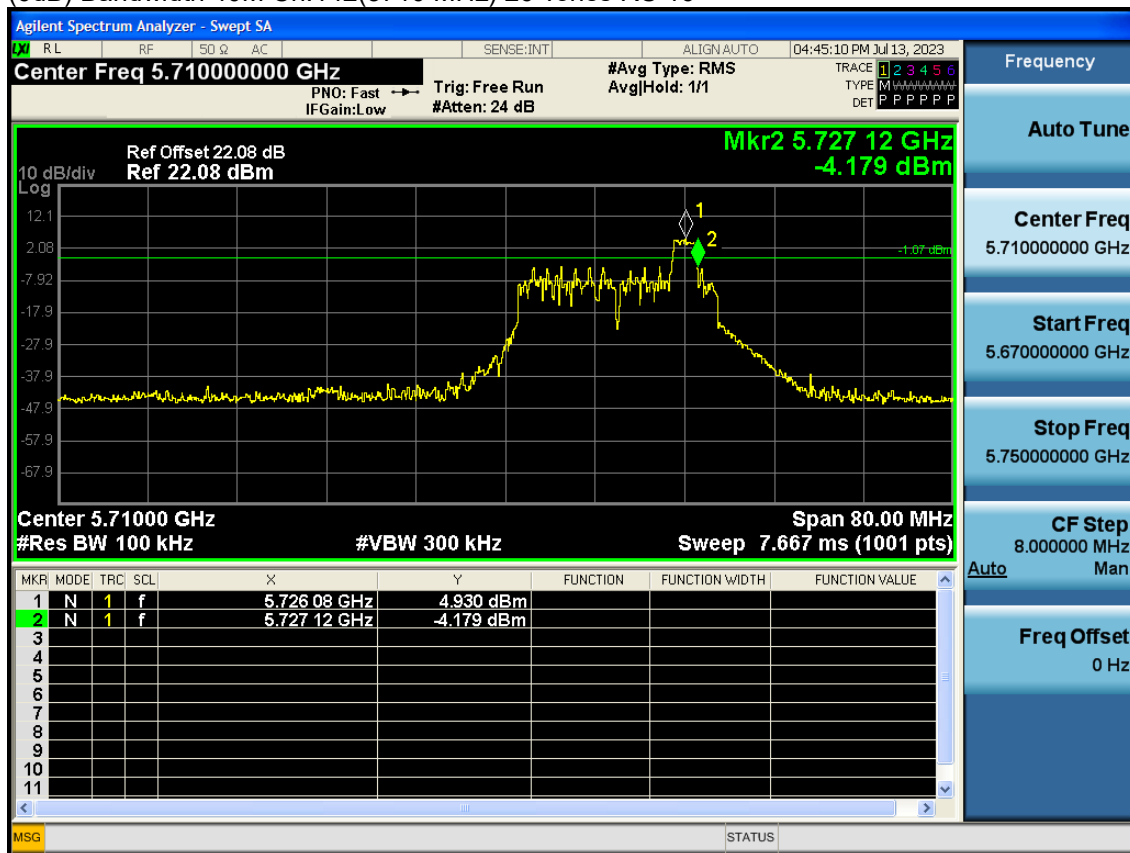 Agilent Spectrum Analyzer - Swept SA
LXI RL RF 50 Ω AC SENSE:INT ALIGN AUTO 04:45:10 PM Jul 13, 2023
Center Freq 5.710000000 GHz
PNO: Fast
IFGain:Low
Trig: Free Run
#Atten: 24 dB
#Avg Type: RMS
Avg|Hold: 1/1
TRACE 1 2 3 4 5 6
TYPE M
DET P P P P P P
Mkr2 5.727 12 GHz
-4.179 dBm
Ref Offset 22.08 dB
10 dB/div Ref 22.08 dBm
Log
12.1
2.08
-7.92
-17.9
-27.9
-37.9
-47.9
-57.9
-67.9
1
2
-1.07 dBm
Center 5.71000 GHz Span 80.00 MHz
#Res BW 100 kHz #VBW 300 kHz Sweep 7.667 ms (1001 pts)
MKR MODE TRC SCL X Y FUNCTION FUNCTION WIDTH FUNCTION VALUE
1 N 1 f 5.726 08 GHz 4.930 dBm
2 N 1 f 5.727 12 GHz -4.179 dBm
3
4
5
6
7
8
9
10
11
MSG STATUS
Frequency
Auto Tune
Center Freq
5.710000000 GHz
Start Freq
5.670000000 GHz
Stop Freq
5.750000000 GHz
CF Step
8.000000 MHz
Auto Man
Freq Offset
0 Hz